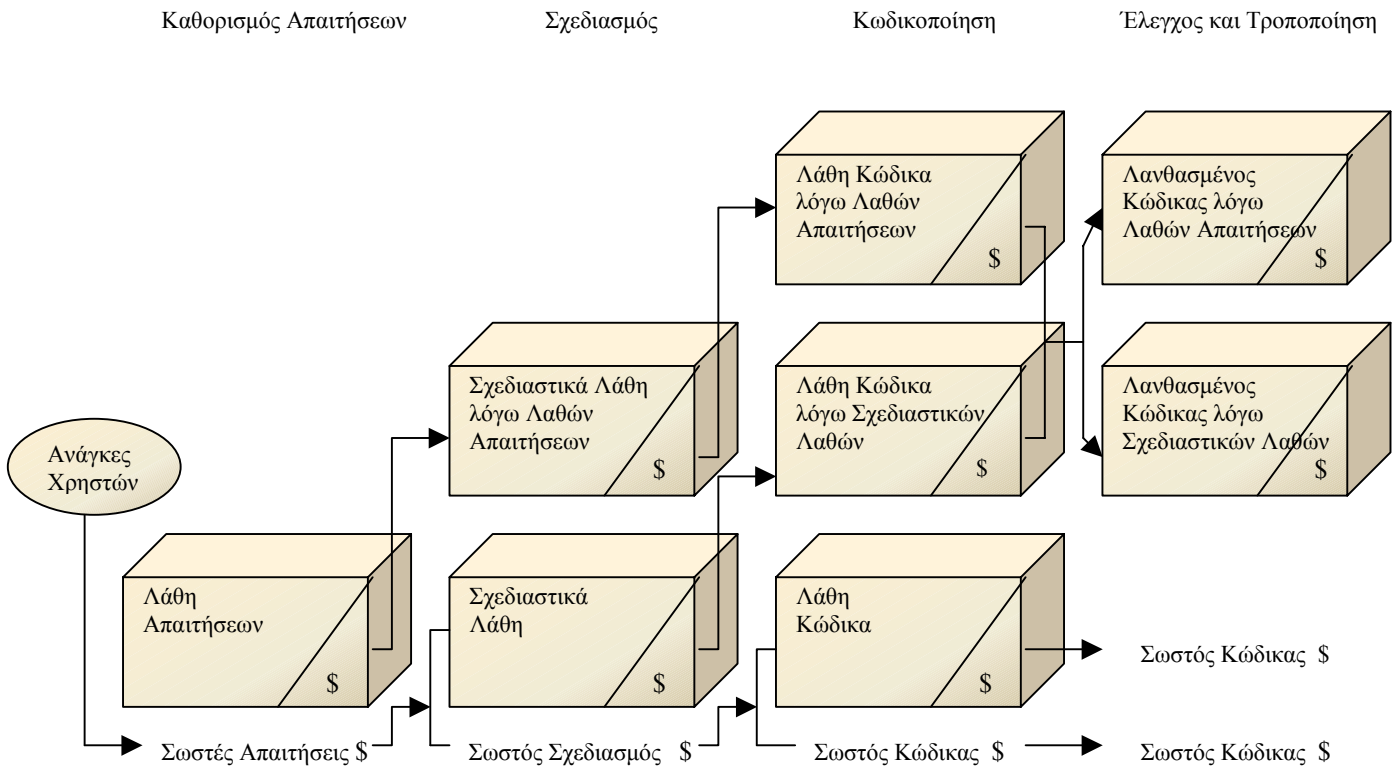 Καθορισμός Απαιτήσεων
Σχεδιασμός
Κωδικοποίηση
Έλεγχος και Τροποποίηση
Λάθη Κώδικα
λόγω Λαθών
Απαιτήσεων
$
Λανθασμένος
Κώδικας λόγω
Λαθών Απαιτήσεων
$
Σχεδιαστικά Λάθη
λόγω Λαθών
Απαιτήσεων
$
Λάθη Κώδικα
λόγω Σχεδιαστικών
Λαθών
$
Λανθασμένος
Κώδικας λόγω
Σχεδιαστικών Λαθών
$
Ανάγκες
Χρηστών
Λάθη
Απαιτήσεων
$
Σχεδιαστικά
Λάθη
$
Λάθη
Κώδικα
$
Σωστός Κώδικας $
Σωστές Απαιτήσεις $
Σωστός Σχεδιασμός $
Σωστός Κώδικας $
Σωστός Κώδικας $